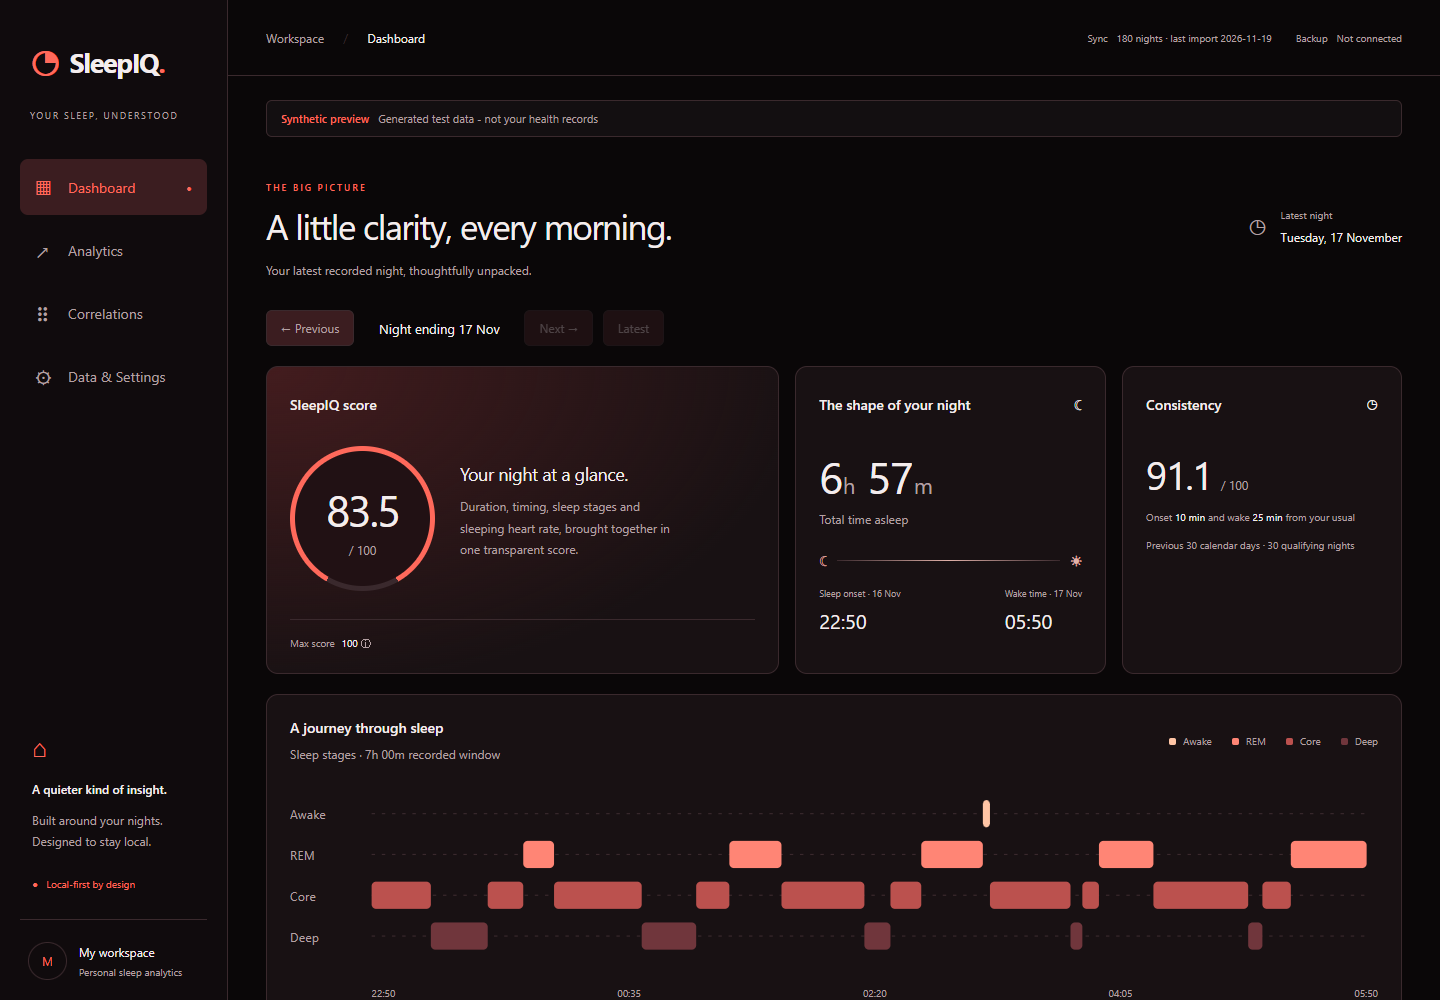 SleepIQ.
YOUR SLEEP, UNDERSTOOD
Dashboard
Analytics
Correlations
Data & Settings
A quieter kind of insight.
Built around your nights.
Designed to stay local.
Local-first by design
M
My workspace
Personal sleep analytics
Workspace / Dashboard
Sync 180 nights · last import 2026-11-19 Backup Not connected
Synthetic preview Generated test data - not your health records
THE BIG PICTURE
A little clarity, every morning.
Your latest recorded night, thoughtfully unpacked.
Latest night
Tuesday, 17 November
← Previous Night ending 17 Nov Next → Latest
SleepIQ score
83.5
/ 100
Your night at a glance.
Duration, timing, sleep stages and
sleeping heart rate, brought together in
one transparent score.
Max score 100 ⓘ
The shape of your night
6h 57m
Total time asleep
Sleep onset · 16 Nov
22:50
Wake time · 17 Nov
05:50
Consistency
91.1 / 100
Onset 10 min and wake 25 min from your usual
Previous 30 calendar days · 30 qualifying nights
A journey through sleep
Sleep stages · 7h 00m recorded window
Awake REM Core Deep
Awake
REM
Core
Deep
22:50 00:35 02:20 04:05 05:50